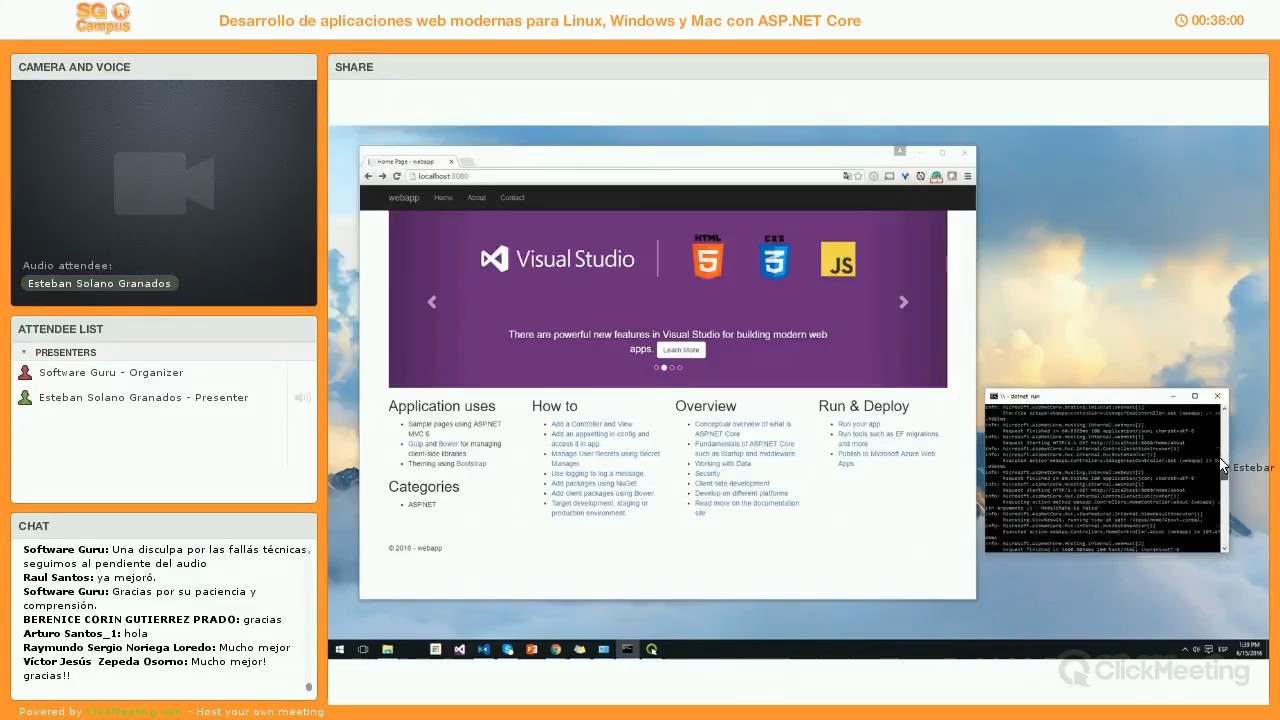 SG
Campus
Desarrollo de aplicaciones web modernas para Linux, Windows y Mac con ASP.NET Core
00:38:00
CAMERA AND VOICE
Audio attendee:
Esteban Solano Granados
ATTENDEE LIST
PRESENTERS
Software Guru - Organizer
Esteban Solano Granados - Presenter
CHAT
Software Guru: Una disculpa por las fallás técnicas,
seguimos al pendiente del audio
Raul Santos: ya mejoró.
Software Guru: Gracias por su paciencia y
comprensión.
BERENICE CORIN GUTIERREZ PRADO: gracias
Arturo Santos_1: hola
Raymundo Sergio Noriega Loredo: Mucho mejor
Víctor Jesús Zepeda Osorno: Mucho mejor!
gracias!!
Powered by ClickMeeting.com - Host your own meeting
SHARE
Home Page - webapp
localhost:8080
webapp Home About Contact
Visual Studio
HTML
5
CSS
3
JS
There are powerful new features in Visual Studio for building modern web
apps. Learn More
Application uses
Sample pages using ASP.NET
MVC 6
Gulp and Bower for managing
client-side libraries
Theming using Bootstrap
Categories
ASP.NET
How to
Add a Controller and View
Add an appsetting in config and
access it in app.
Manage User Secrets using Secret
Manager.
Use logging to log a message.
Add packages using NuGet.
Add client packages using Bower.
Target development, staging or
production environment.
Overview
Conceptual overview of what is
ASP.NET Core
Fundamentals of ASP.NET Core
such as Startup and middleware
Working with Data
Security
Client side development
Develop on different platforms
Read more on the documentation
site
Run & Deploy
Run your app
Run tools such as EF migrations
and more
Publish to Microsoft Azure Web
Apps
© 2016 - webapp
\\ - dotnet run
Esteban
ESP
1:39 PM
6/15/2016
ClickMeeting